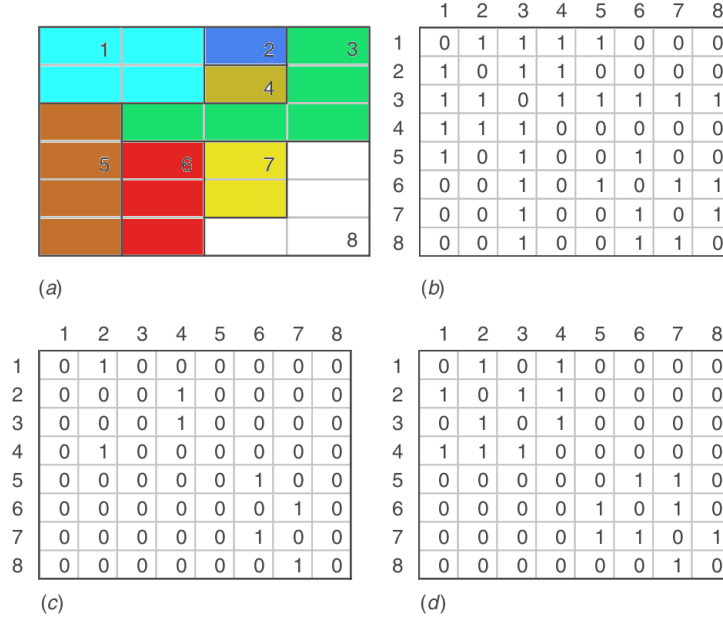 1 2 3 4 5 6 7 8
1 2 3
4
5 6 7
8
1 0 1 1 1 1 0 0 0
2 1 0 1 1 0 0 0 0
3 1 1 0 1 1 1 1 1
4 1 1 1 0 0 0 0 0
5 1 0 1 0 0 1 0 0
6 0 0 1 0 1 0 1 1
7 0 0 1 0 0 1 0 1
8 0 0 1 0 0 1 1 0
(a)
(b)
1 2 3 4 5 6 7 8
1 0 1 0 0 0 0 0 0
2 0 0 0 1 0 0 0 0
3 0 0 0 1 0 0 0 0
4 0 1 0 0 0 0 0 0
5 0 0 0 0 0 1 0 0
6 0 0 0 0 0 0 1 0
7 0 0 0 0 0 1 0 0
8 0 0 0 0 0 0 1 0
(c)
1 2 3 4 5 6 7 8
1 0 1 0 1 0 0 0 0
2 1 0 1 1 0 0 0 0
3 0 1 0 1 0 0 0 0
4 1 1 1 0 0 0 0 0
5 0 0 0 0 0 1 1 0
6 0 0 0 0 1 0 1 0
7 0 0 0 0 1 1 0 1
8 0 0 0 0 0 0 1 0
(d)